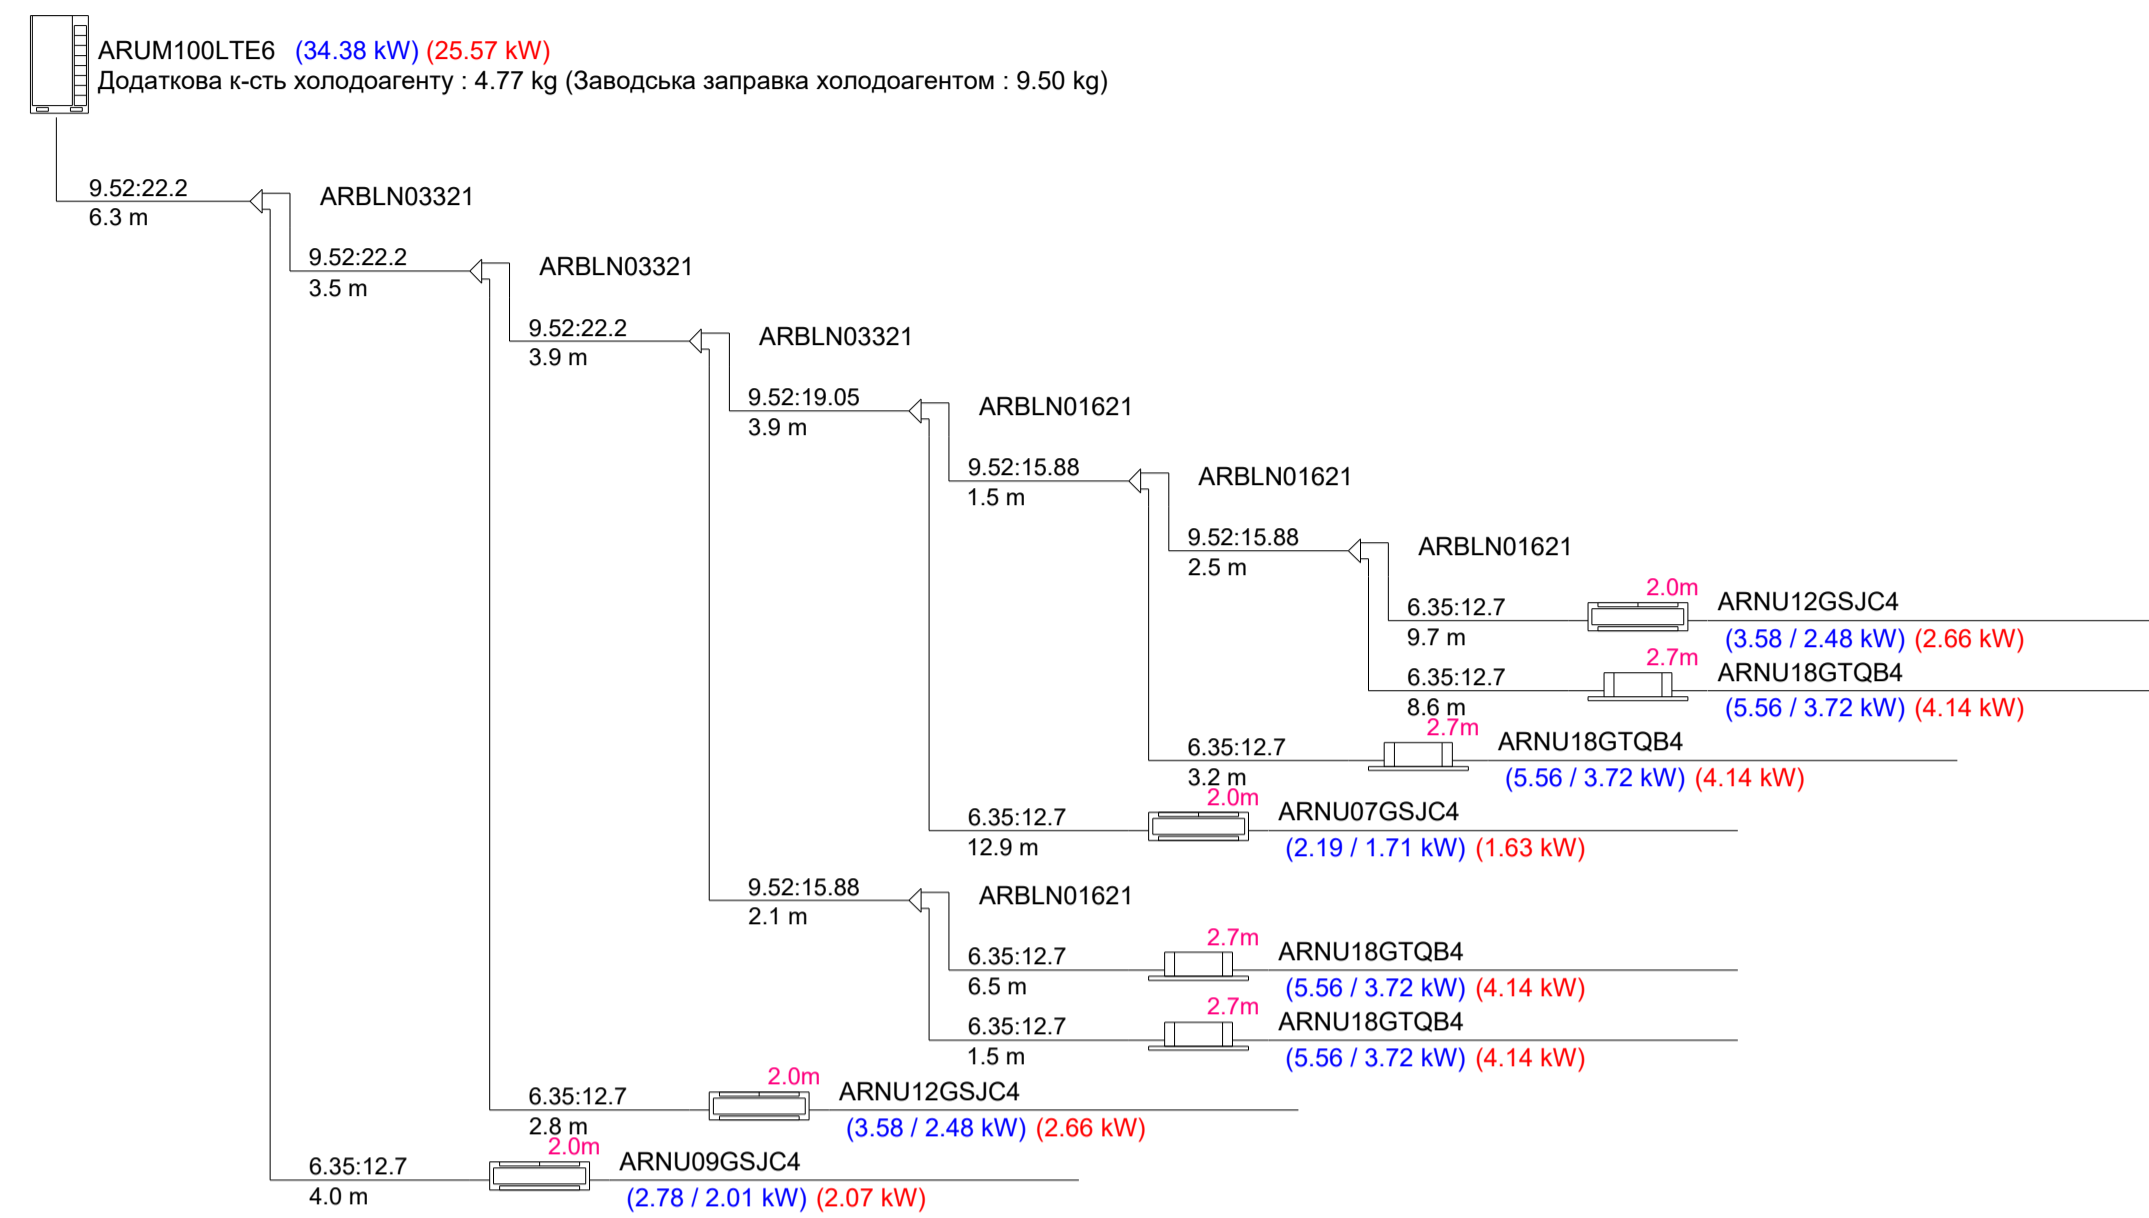 ARUM100LTE6 (34.38 kW) (25.57 kW)
Додаткова к-сть холодоагенту : 4.77 kg (Заводська заправка холодоагентом : 9.50 kg)
9.52:22.2
6.3 m
ARBLN03321
9.52:22.2
3.5 m
ARBLN03321
9.52:22.2
3.9 m
ARBLN03321
9.52:19.05
3.9 m
ARBLN01621
9.52:15.88
1.5 m
ARBLN01621
9.52:15.88
2.5 m
ARBLN01621
6.35:12.7
9.7 m
2.0m
ARNU12GSJC4
(3.58 / 2.48 kW) (2.66 kW)
6.35:12.7
8.6 m
2.7m
ARNU18GTQB4
(5.56 / 3.72 kW) (4.14 kW)
6.35:12.7
3.2 m
2.7m
ARNU18GTQB4
(5.56 / 3.72 kW) (4.14 kW)
6.35:12.7
12.9 m
2.0m
ARNU07GSJC4
(2.19 / 1.71 kW) (1.63 kW)
9.52:15.88
2.1 m
ARBLN01621
6.35:12.7
6.5 m
2.7m
ARNU18GTQB4
(5.56 / 3.72 kW) (4.14 kW)
6.35:12.7
1.5 m
2.7m
ARNU18GTQB4
(5.56 / 3.72 kW) (4.14 kW)
6.35:12.7
2.8 m
2.0m
ARNU12GSJC4
(3.58 / 2.48 kW) (2.66 kW)
6.35:12.7
4.0 m
2.0m
ARNU09GSJC4
(2.78 / 2.01 kW) (2.07 kW)